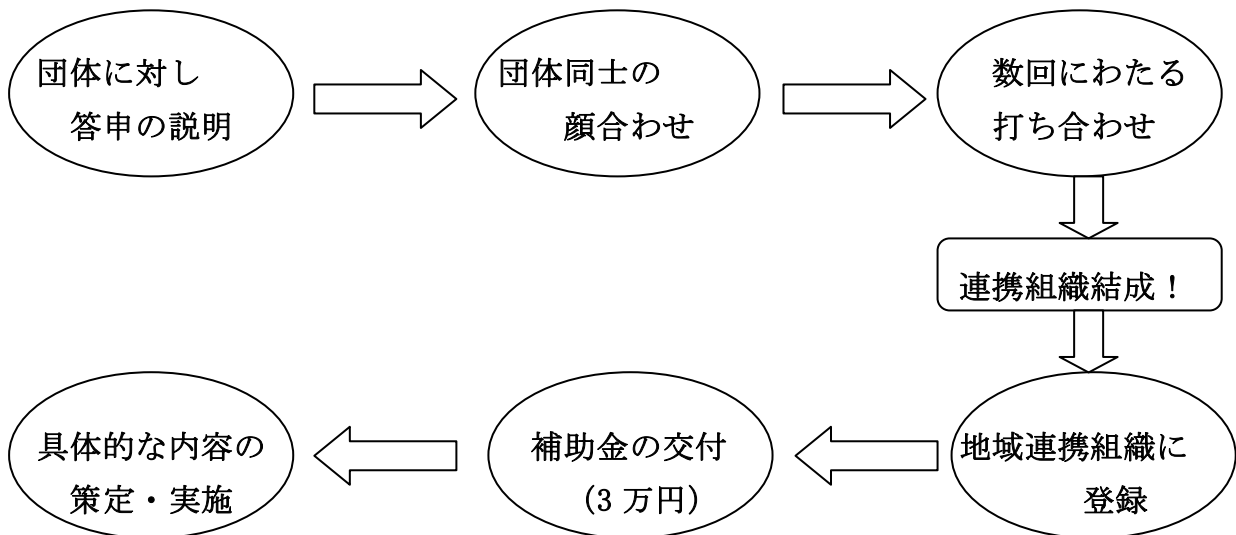 団体に対し
答申の説明
団体同士の
顔合わせ
数回にわたる
打ち合わせ
連携組織結成！
地域連携組織に
登録
補助金の交付
（3 万円）
具体的な内容の
策定・実施